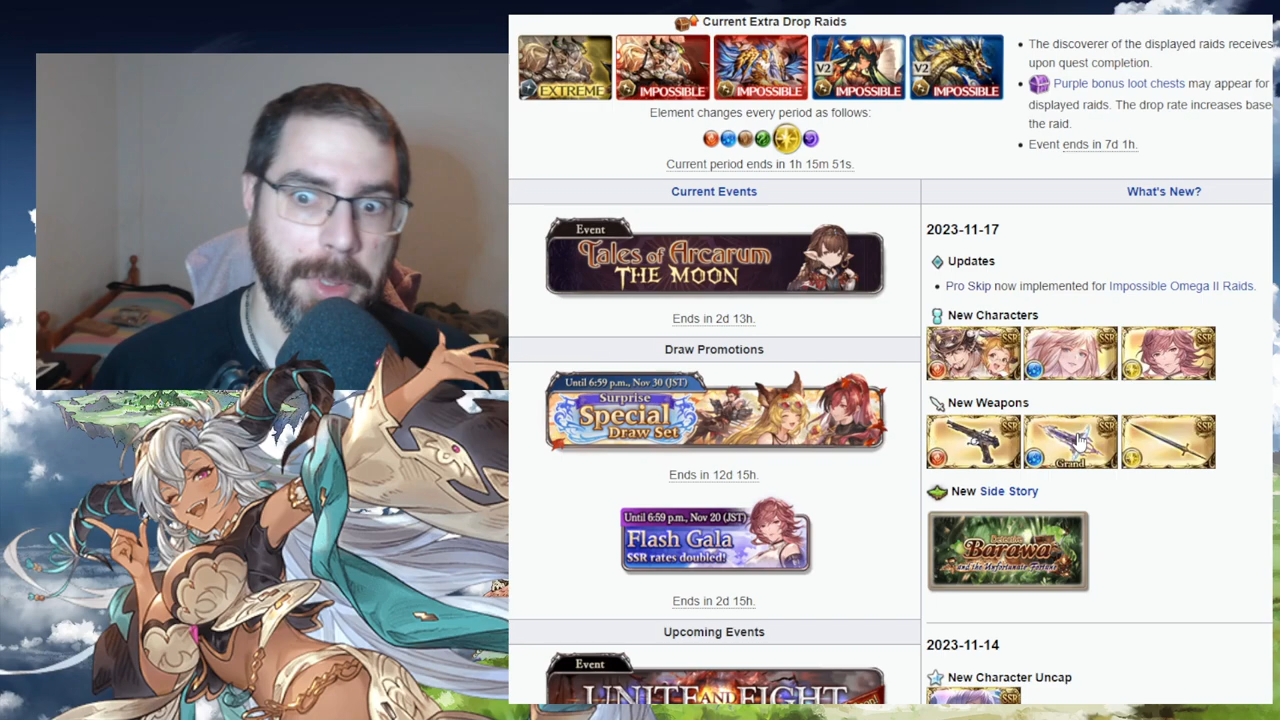 Current Extra Drop Raids
EXTREME
IMPOSSIBLE
IMPOSSIBLE
V2
IMPOSSIBLE
V2
IMPOSSIBLE
Element changes every period as follows:
Current period ends in 1h 15m 51s.
The discoverer of the displayed raids receives
upon quest completion.
Purple bonus loot chests may appear for
displayed raids. The drop rate increases base
the raid.
Event ends in 7d 1h.
Current Events
Event
Tales of Arcarum
THE MOON
Ends in 2d 13h.
Draw Promotions
Until 6:59 p.m., Nov 30 (JST)
Surprise
Special
Draw Set
Ends in 12d 15h.
Until 6:59 p.m., Nov 20 (JST)
Flash Gala
SSR rates doubled!
Ends in 2d 15h.
Upcoming Events
Event
UNITE AND FIGHT
What's New?
2023-11-17
Updates
Pro Skip now implemented for Impossible Omega II Raids.
New Characters
SSR
SSR
SSR
New Weapons
SSR
SSR
Grand
SSR
New Side Story
Detective
Barawa
and the Unfortunate Fortune
2023-11-14
New Character Uncap
SSR